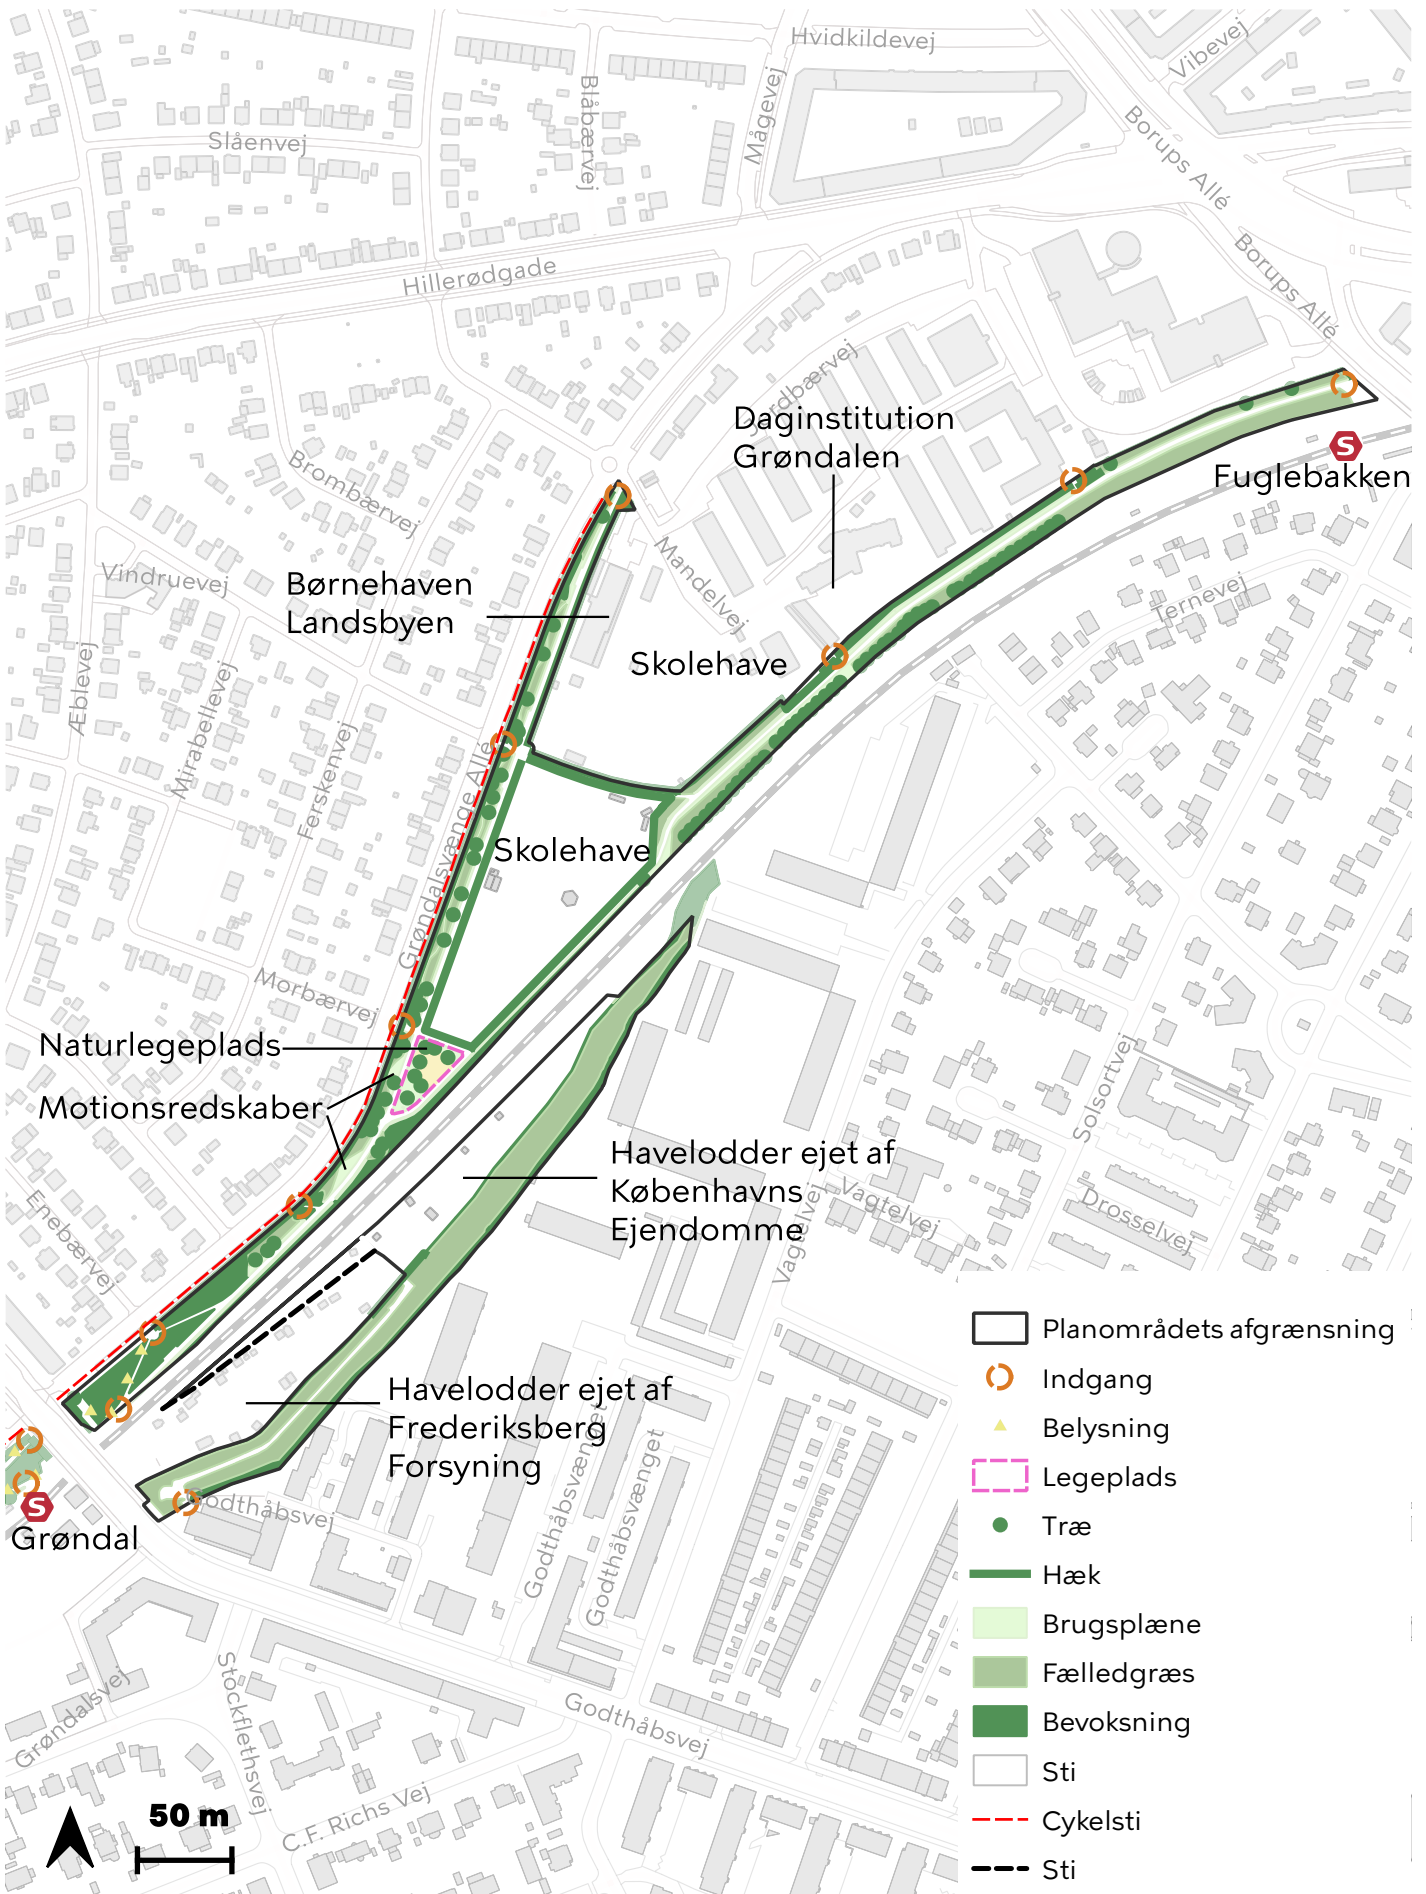 Hvidkildevej
Vibevej
Blåbærvej
Mågevej
Borups Allé
Slåenvej
Borups Allé
Hillerødgade
Daginstitution
Grøndalen
S
Fuglebakken
Brombærvej
Vindruevej
Børnehaven
Landsbyen
Mandelvej
Ternevej
Skolehave
Æblevej
Mirabellevej
Ferskenvej
Grøndalsvænge Allé
Skolehave
Morbærvej
Naturlegeplads
Motionsredskaber
Solsortvej
Havelodder ejet af
Københavns
Ejendomme
Vagtelvej
Vagtelvej
Drosselvej
Enebærvej
Havelodder ejet af
Frederiksberg
Forsyning
S
Grøndal
Godthåbsvej
Godthåbsvænget
Godthåbsvænget
Grøndalsvej
Stockflethsvej
Godthåbsvej
C.F. Richs Vej
50 m
Planområdets afgrænsning
Indgang
Belysning
Legeplads
Træ
Hæk
Brugsplæne
Fælledgræs
Bevoksning
Sti
Cykelsti
Sti